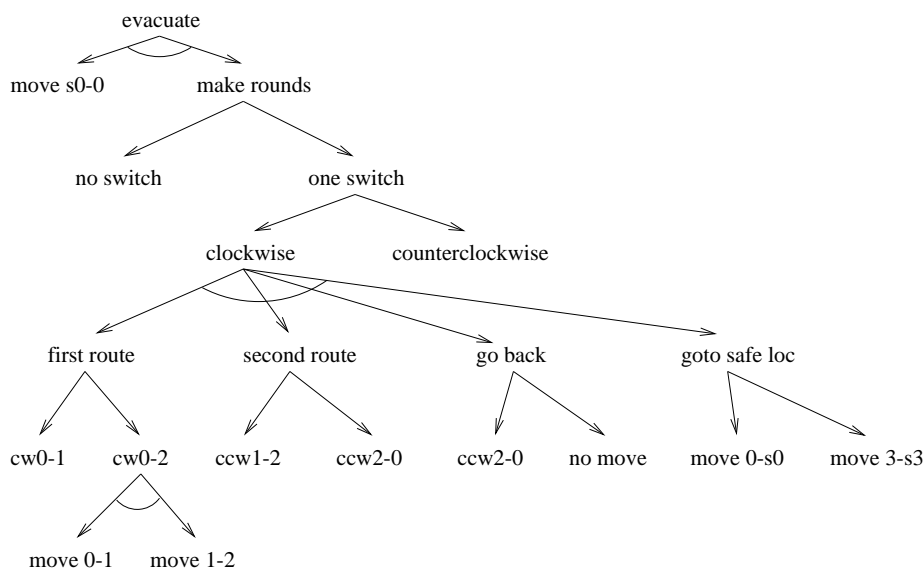 evacuate
move s0-0
make rounds
no switch
one switch
clockwise
counterclockwise
first route
second route
go back
goto safe loc
cw0-1
cw0-2
ccw1-2
ccw2-0
ccw2-0
no move
move 0-s0
move 3-s3
move 0-1
move 1-2